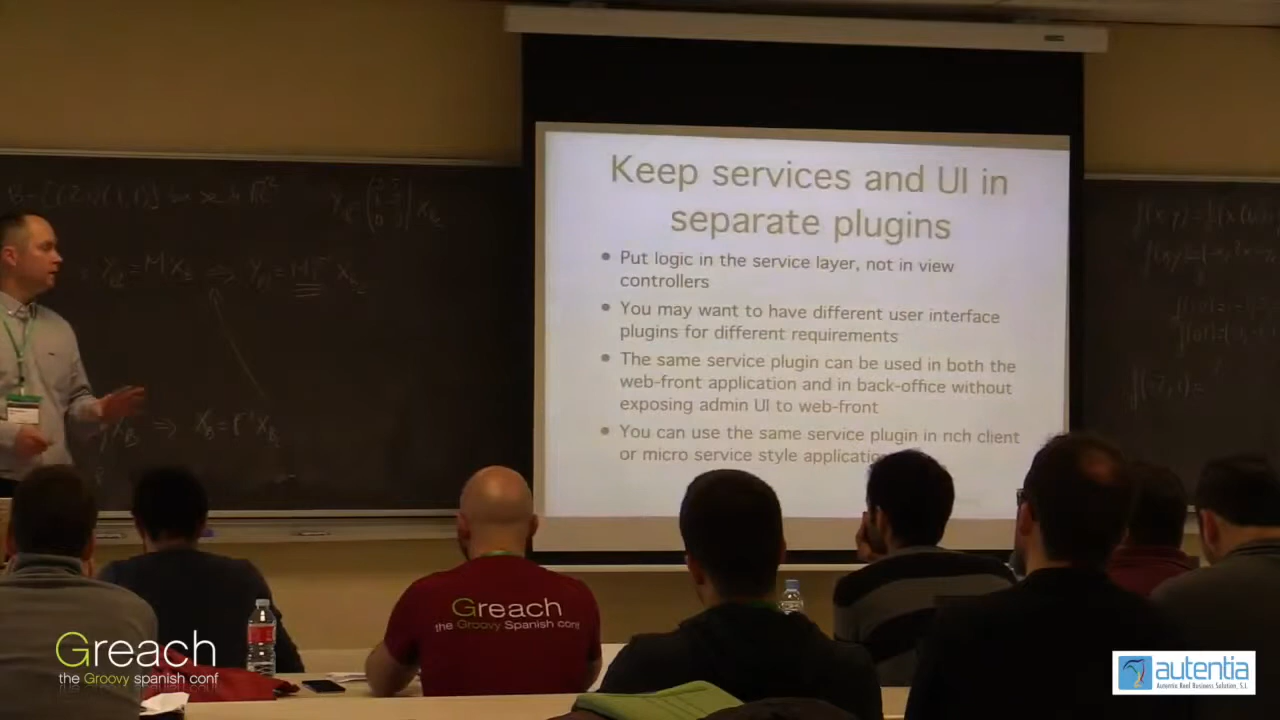 Keep services and UI in
separate plugins
Put logic in the service layer, not in view
controllers
You may want to have different user interface
plugins for different requirements
The same service plugin can be used in both the
web-front application and in back-office without
exposing admin UI to web-front
You can use the same service plugin in rich client
or micro service style
Greach
the Groovy Spanish conf
Greach
the Groovy spanish conf
autentia
Autentia Real Business Solution, S.L.